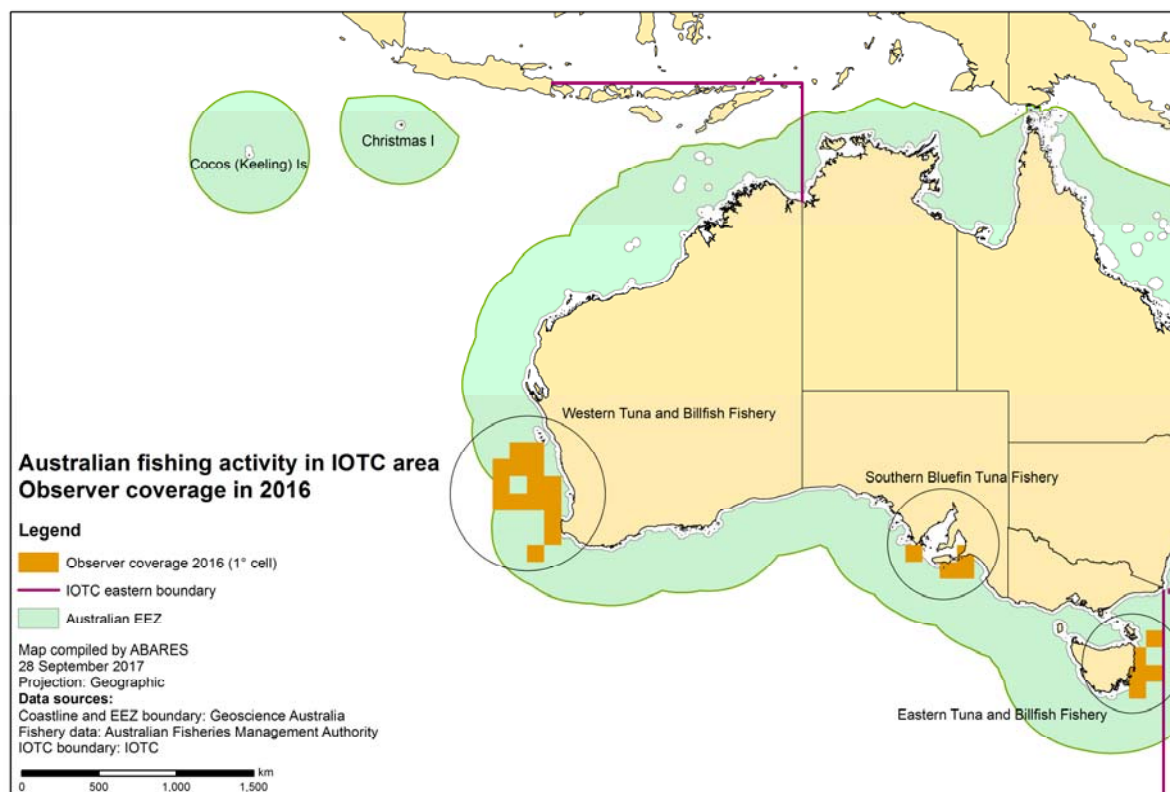 Christmas I
Cocos (Keeling) Is
Western Tuna and Billfish Fishery
Australian fishing activity in IOTC area
Observer coverage in 2016
Southern Bluefin Tuna Fishery
Legend
Observer coverage 2016 (1° cell)
IOTC eastern boundary
Australian EEZ
Map compiled by ABARES
28 September 2017
Projection: Geographic
Data sources:
Coastline and EEZ boundary: Geoscience Australia
Fishery data: Australian Fisheries Management Authority
IOTC boundary: IOTC
Eastern Tuna and Billfish Fishery
km
0 500 1,000 1,500